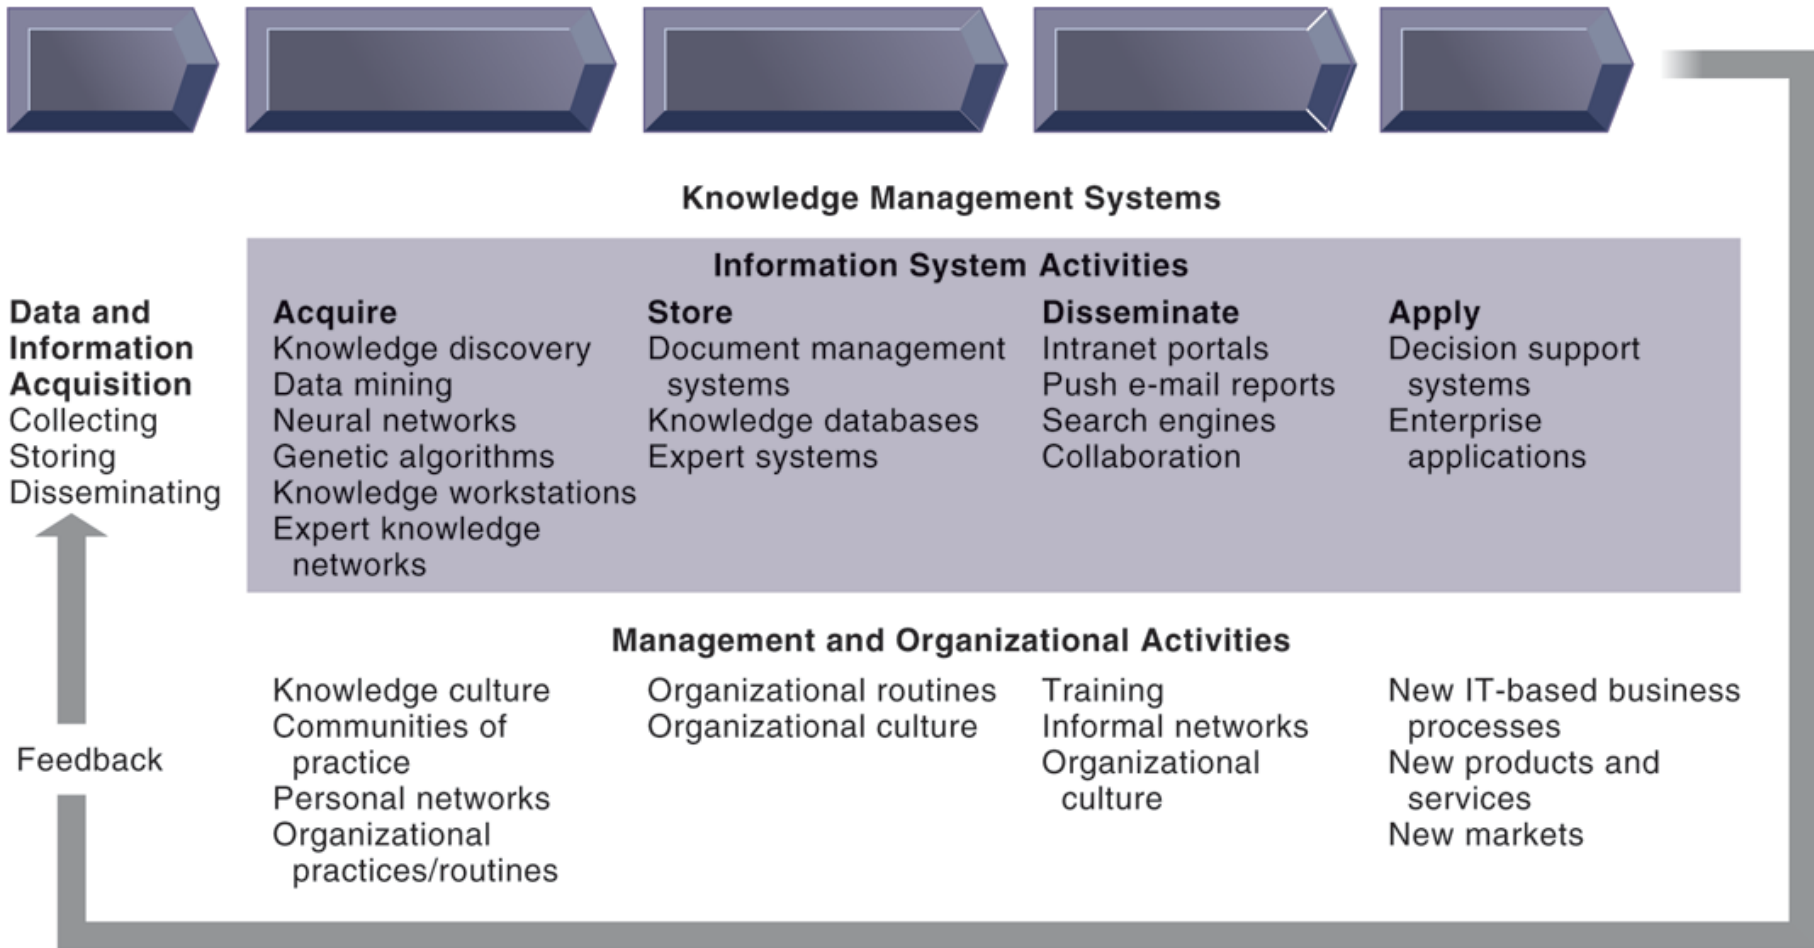 Knowledge Management Systems
Information System Activities
Data and
Information
Acquisition
Collecting
Storing
Disseminating
Acquire
Knowledge discovery
Data mining
Neural networks
Genetic algorithms
Knowledge workstations
Expert knowledge
networks
Store
Document management
systems
Knowledge databases
Expert systems
Disseminate
Intranet portals
Push e-mail reports
Search engines
Collaboration
Apply
Decision support
systems
Enterprise
applications
Management and Organizational Activities
Knowledge culture
Communities of
practice
Personal networks
Organizational
practices/routines
Organizational routines
Organizational culture
Training
Informal networks
Organizational
culture
New IT-based business
processes
New products and
services
New markets
Feedback